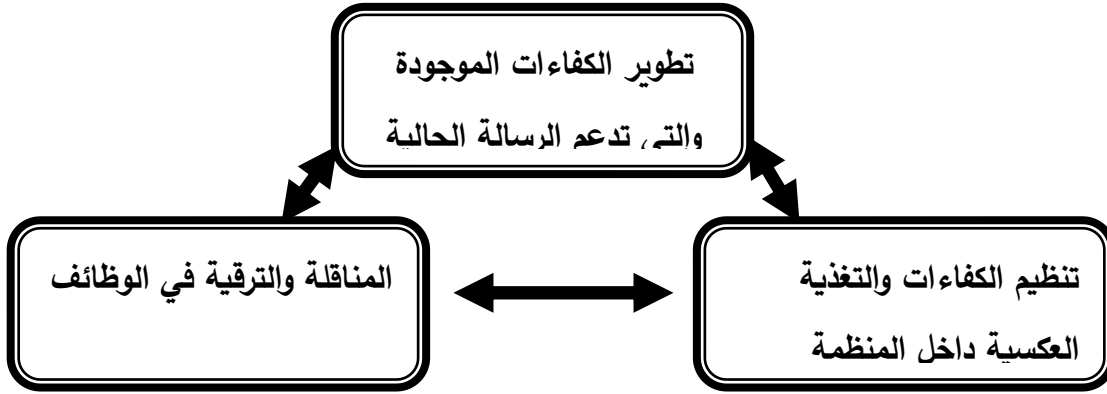 تطوير الكفاءات الموجودة
والتي تدعم الرسالة الحالية
تنظيم الكفاءات والتغذية
العكسية داخل المنظمة
المناقلة والترقية في الوظائف